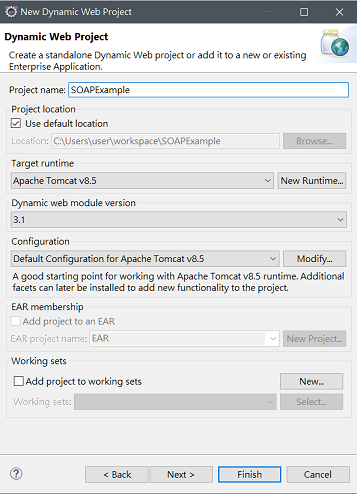 New Dynamic Web Project
Dynamic Web Project
Create a standalone Dynamic Web project or add it to a new or existing
Enterprise Application.
Project name: SOAPExample
Project location
Use default location
Location: C:\Users\user\workspace\SOAPExample Browse...
Target runtime
Apache Tomcat v8.5 New Runtime...
Dynamic web module version
3.1
Configuration
Default Configuration for Apache Tomcat v8.5 Modify...
A good starting point for working with Apache Tomcat v8.5 runtime. Additional
facets can later be installed to add new functionality to the project.
EAR membership
Add project to an EAR
EAR project name: EAR New Project...
Working sets
Add project to working sets New...
Working sets: Select...
? < Back Next > Finish Cancel